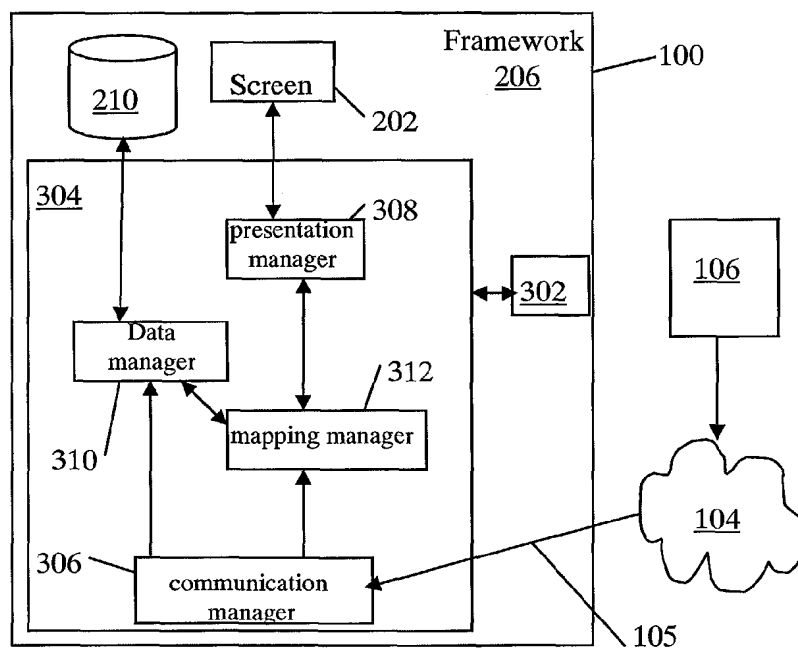 Framework
206
100
210
Screen
202
304
308
presentation
manager
302
106
Data
manager
312
mapping manager
310
104
306
communication
manager
105